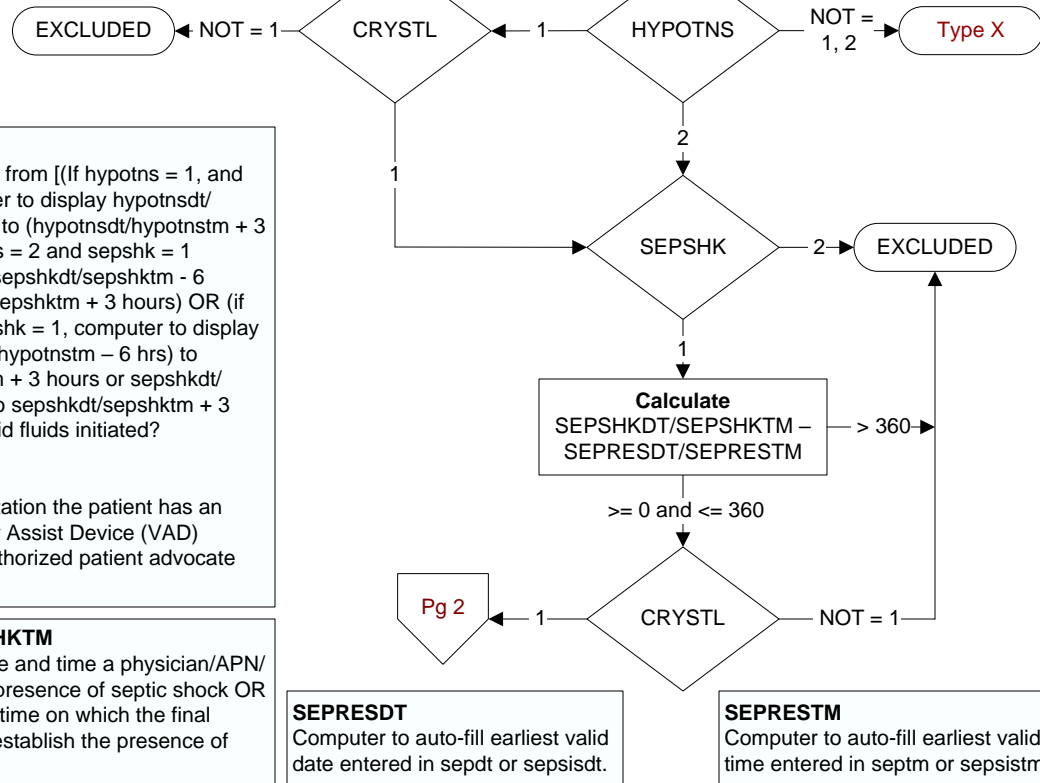 EXCLUDED
NOT = 1
CRYSTL
1
HYPOTNS
NOT =
1, 2
Type X
1
2
SEPSHK
2
EXCLUDED
1
Calculate
SEPSHKDT/SEPSHKTM –
SEPRESDT/SEPRESTM
> 360
>= 0 and <= 360
Pg 2
1
CRYSTL
NOT = 1
from [(If hypotns = 1, and
er to display hypotnsdt/
to (hypotnsdt/hypotnstm + 3
s = 2 and sepshk = 1
sepshkdt/sepshktm - 6
sepshktm + 3 hours) OR (if
shk = 1, computer to display
hypotnstm – 6 hrs) to
+ 3 hours or sepshkdt/
o sepshkdt/sepshktm + 3
id fluids initiated?
tation the patient has an
Assist Device (VAD)
thorized patient advocate
HKTM
e and time a physician/APN/
presence of septic shock OR
time on which the final
establish the presence of
SEPRESDT
Computer to auto-fill earliest valid
date entered in septdt or sepsisdt.
SEPRESTM
Computer to auto-fill earliest valid
time entered in septm or sepsistm